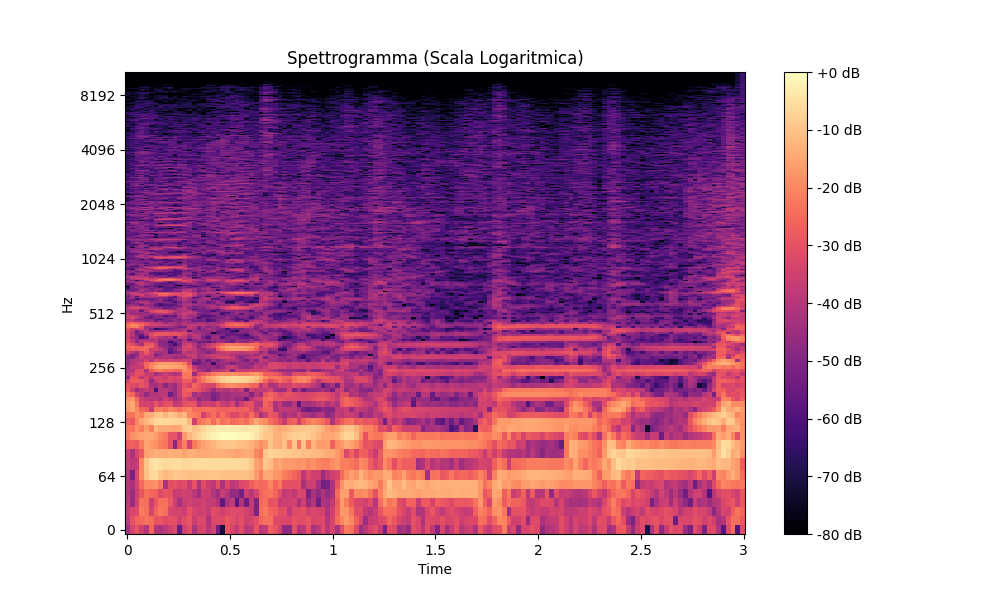 Spettrogramma (Scala Logaritmica)
Hz
8192
4096
2048
1024
512
256
128
64
0
0 0.5 1 1.5 2 2.5 3
Time
+0 dB
-10 dB
-20 dB
-30 dB
-40 dB
-50 dB
-60 dB
-70 dB
-80 dB